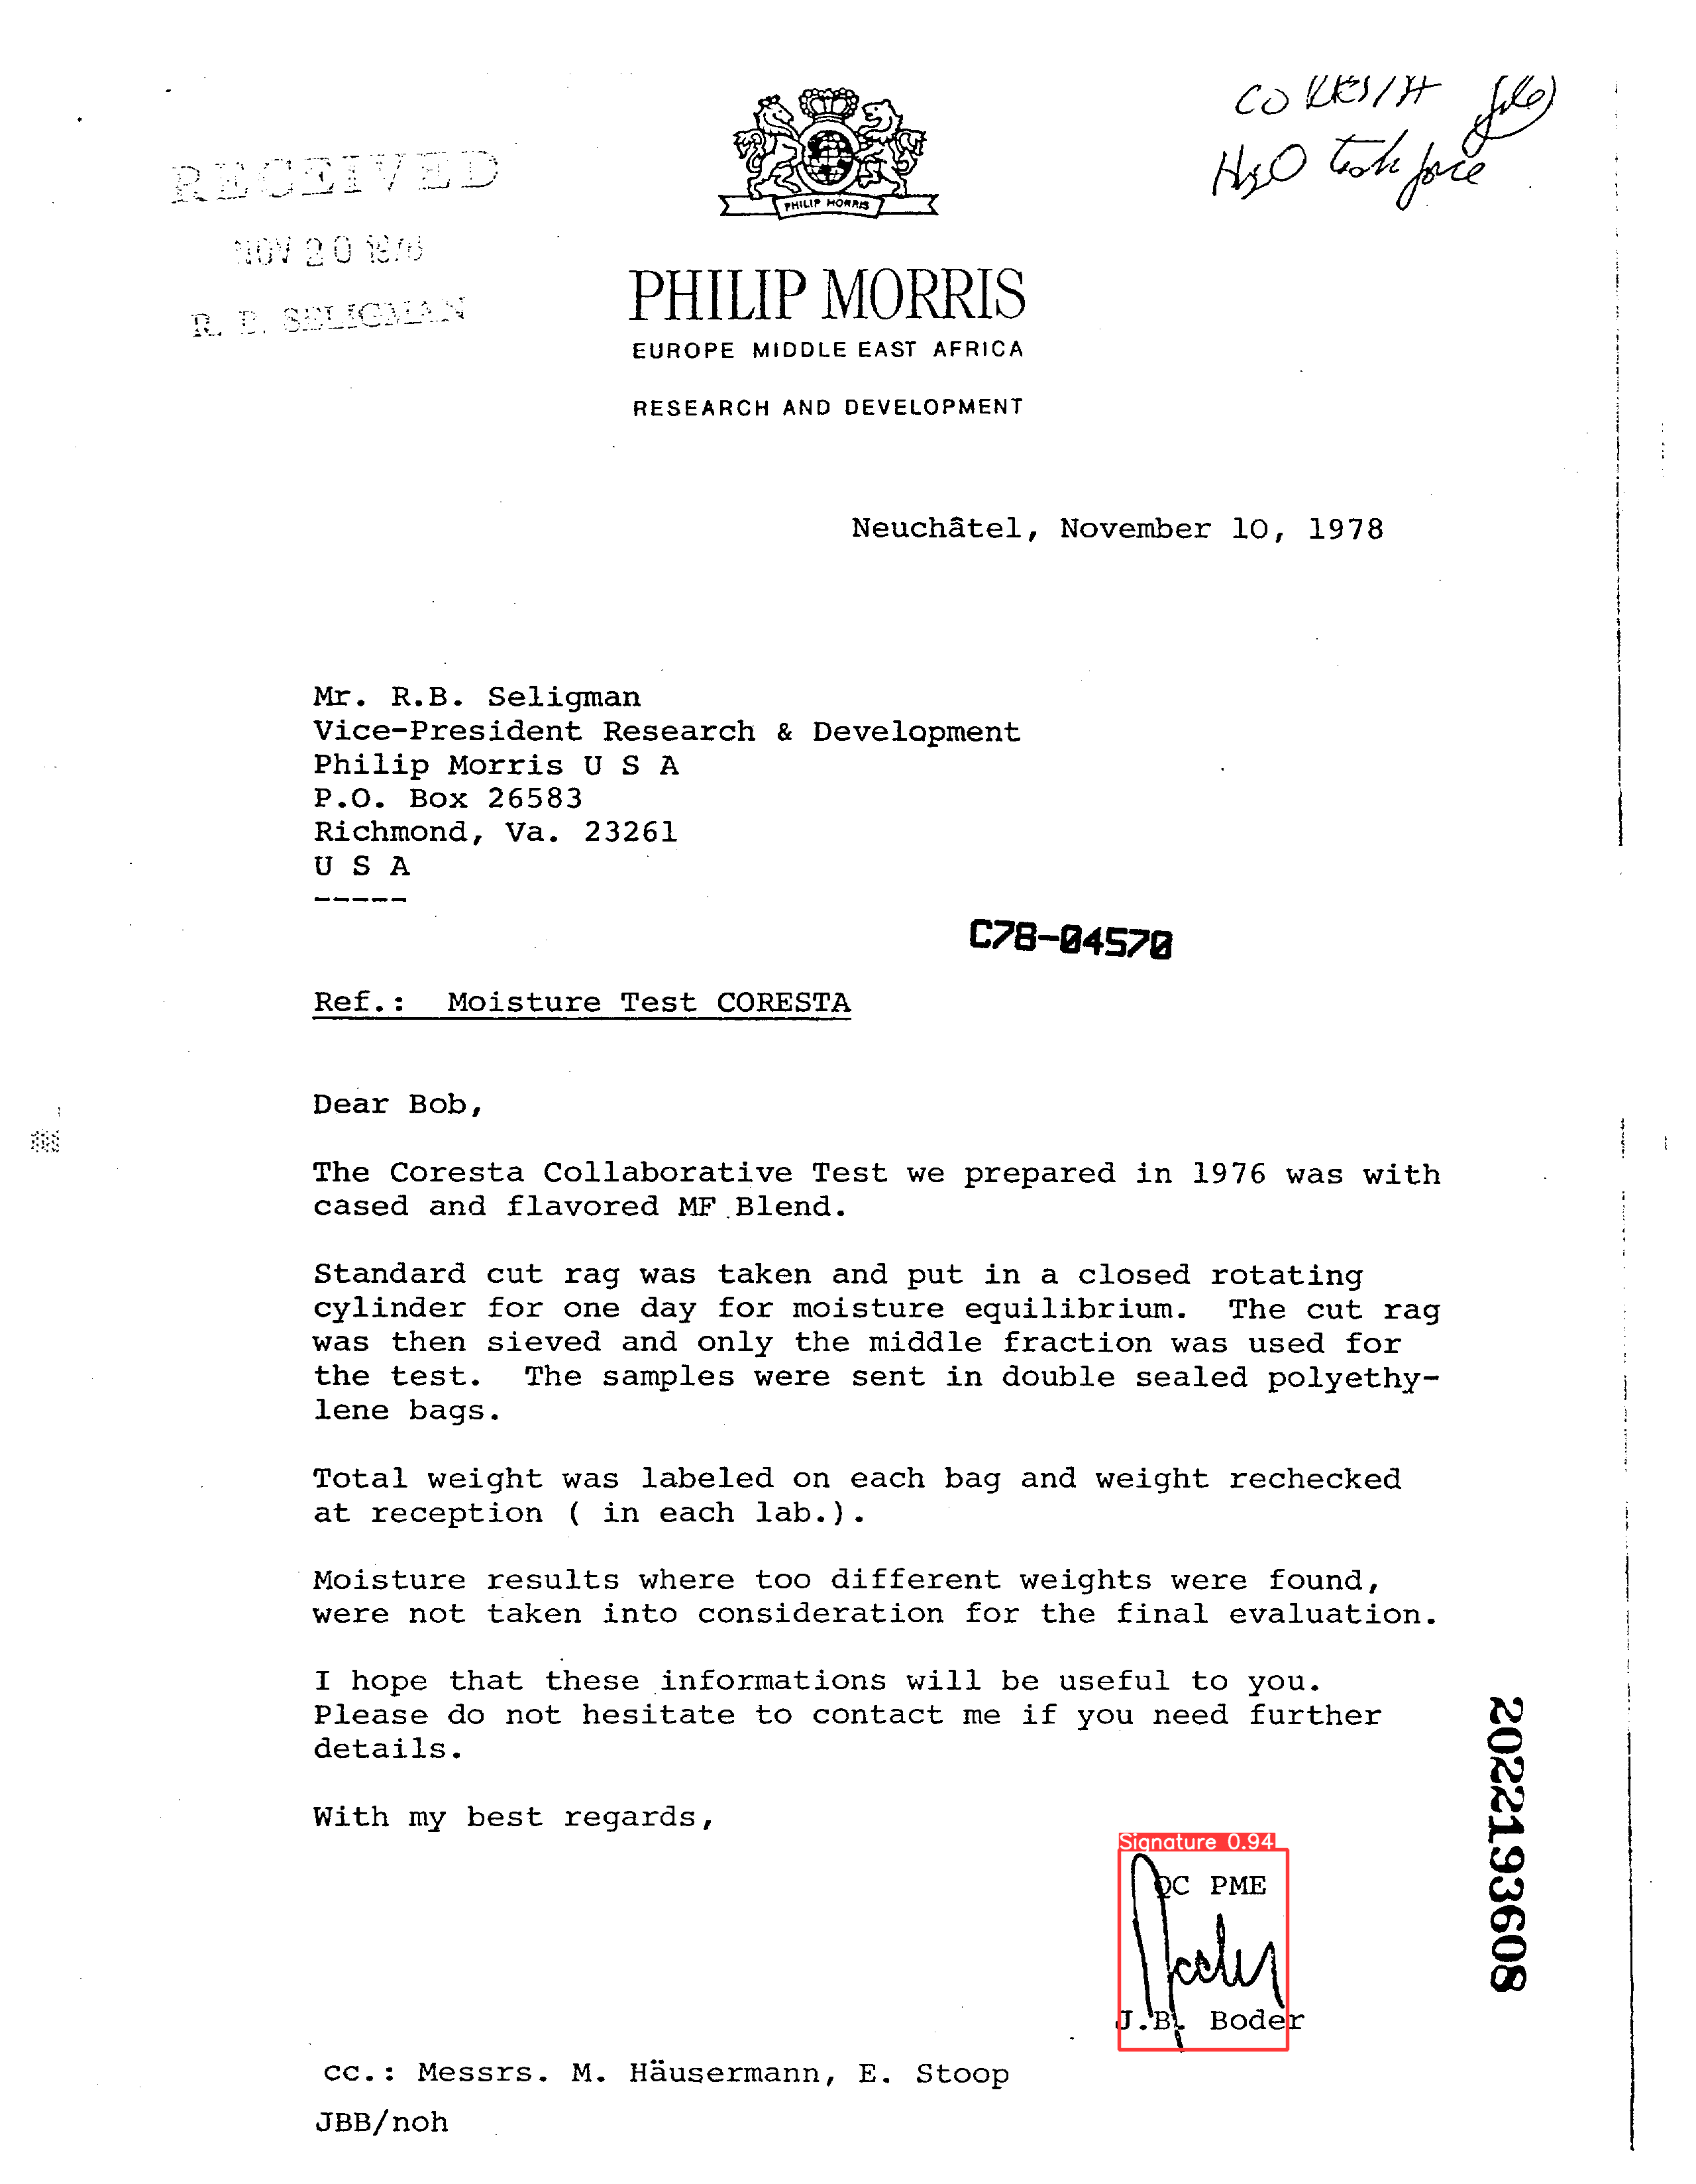 CORESTA file
H2O task force
RECEIVED
NOV 20 1978
R. B. SELIGMAN
PHILIP MORRIS
PHILIP MORRIS
EUROPE MIDDLE EAST AFRICA
RESEARCH AND DEVELOPMENT
Neuchâtel, November 10, 1978
Mr. R.B. Seligman
Vice-President Research & Development
Philip Morris U S A
P.O. Box 26583
Richmond, Va. 23261
U S A
-----
C78-04570
Ref.: Moisture Test CORESTA
Dear Bob,
The Coresta Collaborative Test we prepared in 1976 was with
cased and flavored MF Blend.
Standard cut rag was taken and put in a closed rotating
cylinder for one day for moisture equilibrium. The cut rag
was then sieved and only the middle fraction was used for
the test. The samples were sent in double sealed polyethy-
lene bags.
Total weight was labeled on each bag and weight rechecked
at reception ( in each lab.).
Moisture results where too different weights were found,
were not taken into consideration for the final evaluation.
I hope that these informations will be useful to you.
Please do not hesitate to contact me if you need further
details.
With my best regards,
Signature 0.94
QC PME
J.B. Boder
cc.: Messrs. M. Häusermann, E. Stoop
JBB/noh
2022193608